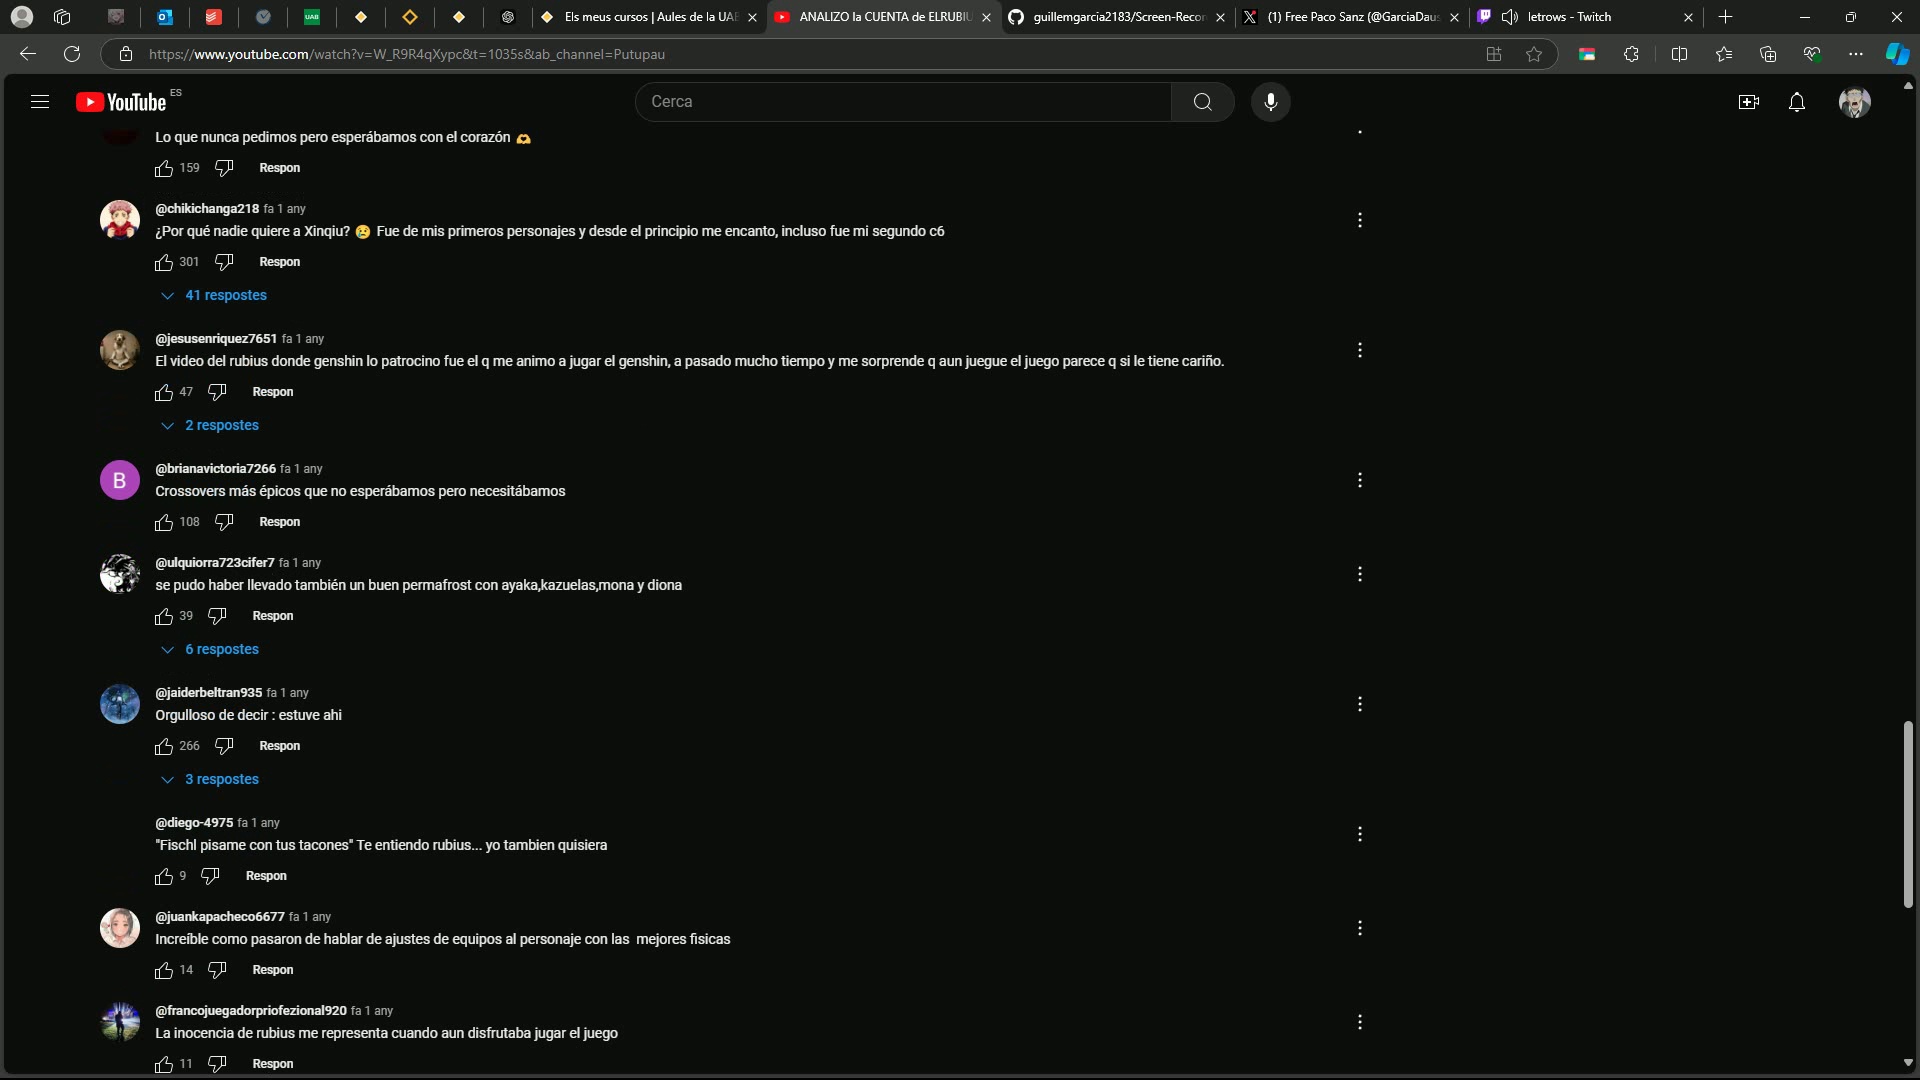 UAB
Els meus cursos | Aules de la UAB
ANALIZO la CUENTA de ELRUBIU
guillemgarcia2183/Screen-Recor
(1) Free Paco Sanz (@GarciaDaus
letrows - Twitch
https://www.youtube.com/watch?v=W_R9R4qXypc&t=1035s&ab_channel=Putupau
YouTube ES
Cerca
Lo que nunca pedimos pero esperábamos con el corazón 🫶
159 Respon
@chikichanga218 fa 1 any
¿Por qué nadie quiere a Xinqiu? 😢 Fue de mis primeros personajes y desde el principio me encanto, incluso fue mi segundo c6
301 Respon
41 respostes
@jesusenriquez7651 fa 1 any
El video del rubius donde genshin lo patrocino fue el q me animo a jugar el genshin, a pasado mucho tiempo y me sorprende q aun juegue el juego parece q si le tiene cariño.
47 Respon
2 respostes
B
@brianavictoria7266 fa 1 any
Crossovers más épicos que no esperábamos pero necesitábamos
108 Respon
@ulquiorra723cifer7 fa 1 any
se pudo haber llevado también un buen permafrost con ayaka,kazuelas,mona y diona
39 Respon
6 respostes
@jaiderbeltran935 fa 1 any
Orgulloso de decir : estuve ahi
266 Respon
3 respostes
@diego-4975 fa 1 any
"Fischl pisame con tus tacones" Te entiendo rubius... yo tambien quisiera
9 Respon
@juankapacheco6677 fa 1 any
Increíble como pasaron de hablar de ajustes de equipos al personaje con las  mejores fisicas
14 Respon
@francojuegadorpriofezional920 fa 1 any
La inocencia de rubius me representa cuando aun disfrutaba jugar el juego
11 Respon